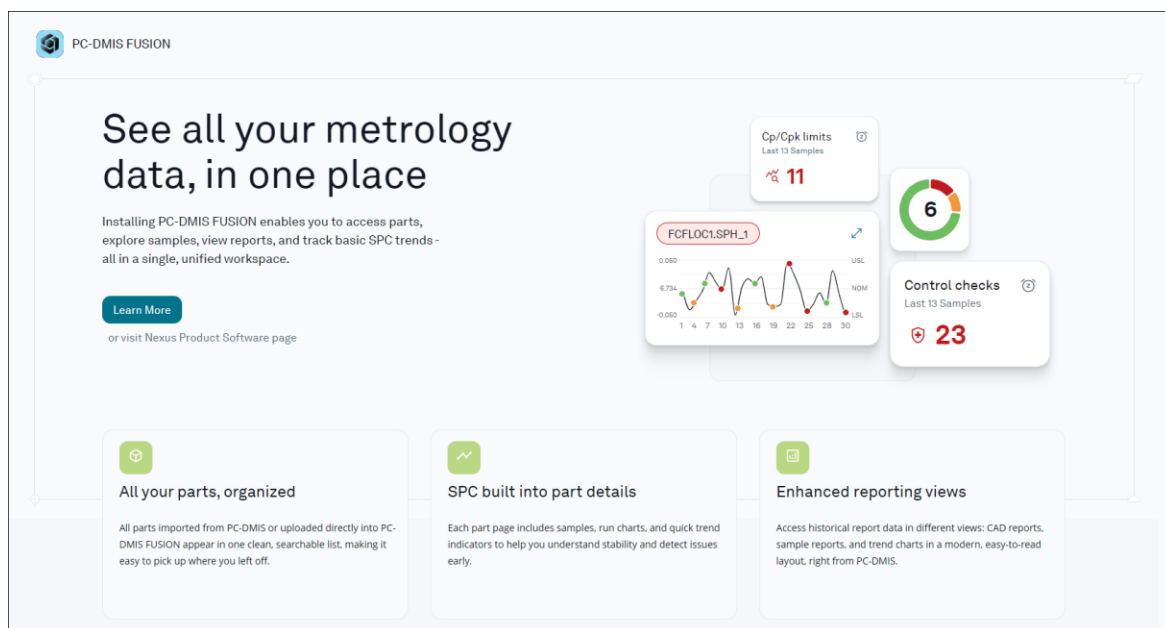 PC-DMIS FUSION
See all your metrology
data, in one place
Installing PC-DMIS FUSION enables you to access parts,
explore samples, view reports, and track basic SPC trends -
all in a single, unified workspace.
Learn More
or visit Nexus Product Software page
Cp/Cpk limits
Last 13 Samples
11
6
FCFLOC1.SPH_1
0.050
USL
6.734
NOM
-0.050
LSL
1 4 7 10 13 16 19 22 25 28 30
Control checks
Last 13 Samples
23
All your parts, organized
All parts imported from PC-DMIS or uploaded directly into PC-
DMIS FUSION appear in one clean, searchable list, making it
easy to pick up where you left off.
SPC built into part details
Each part page includes samples, run charts, and quick trend
indicators to help you understand stability and detect issues
early.
Enhanced reporting views
Access historical report data in different views: CAD reports,
sample reports, and trend charts in a modern, easy-to-read
layout, right from PC-DMIS.